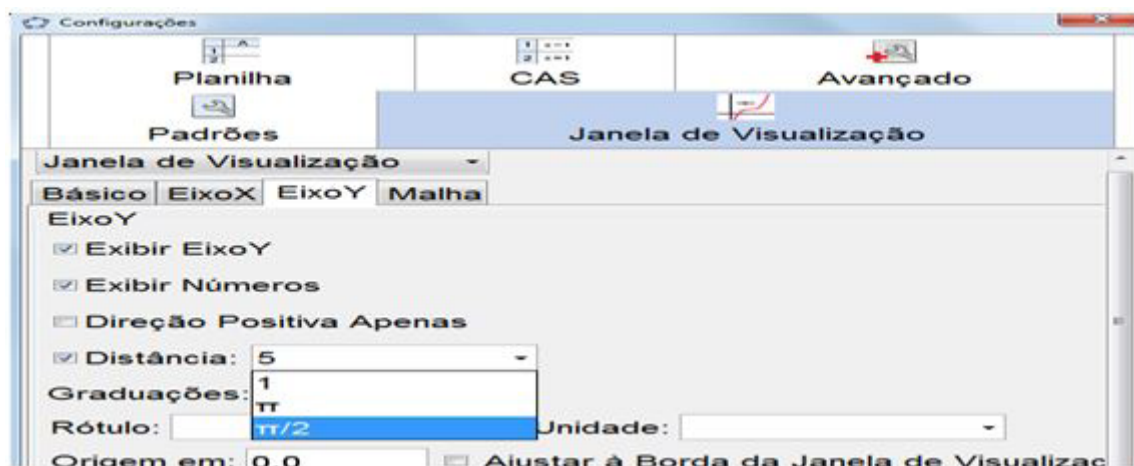 Configurações
Planilha CAS Avançado
Padrões Janela de Visualização
Janela de Visualização
Básico EixoX EixoY Malha
EixoY
Exibir EixoY
Exibir Números
Direção Positiva Apenas
Distância: 5
1
Graduações:
π
Rótulo: π/2 Unidade:
Origem em: 0.0 Ajustar à Borda da Janela de